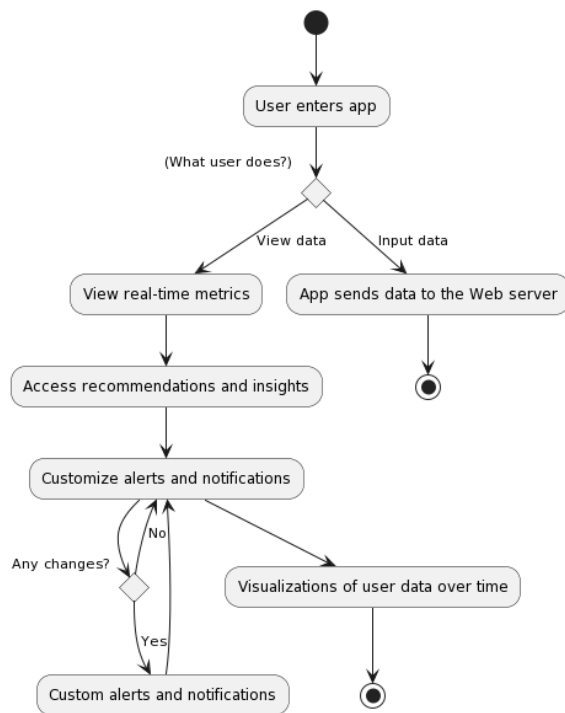 User enters app
(What user does?)
View data
Input data
View real-time metrics
App sends data to the Web server
Access recommendations and insights
Customize alerts and notifications
No
Any changes?
Visualizations of user data over time
Yes
Custom alerts and notifications